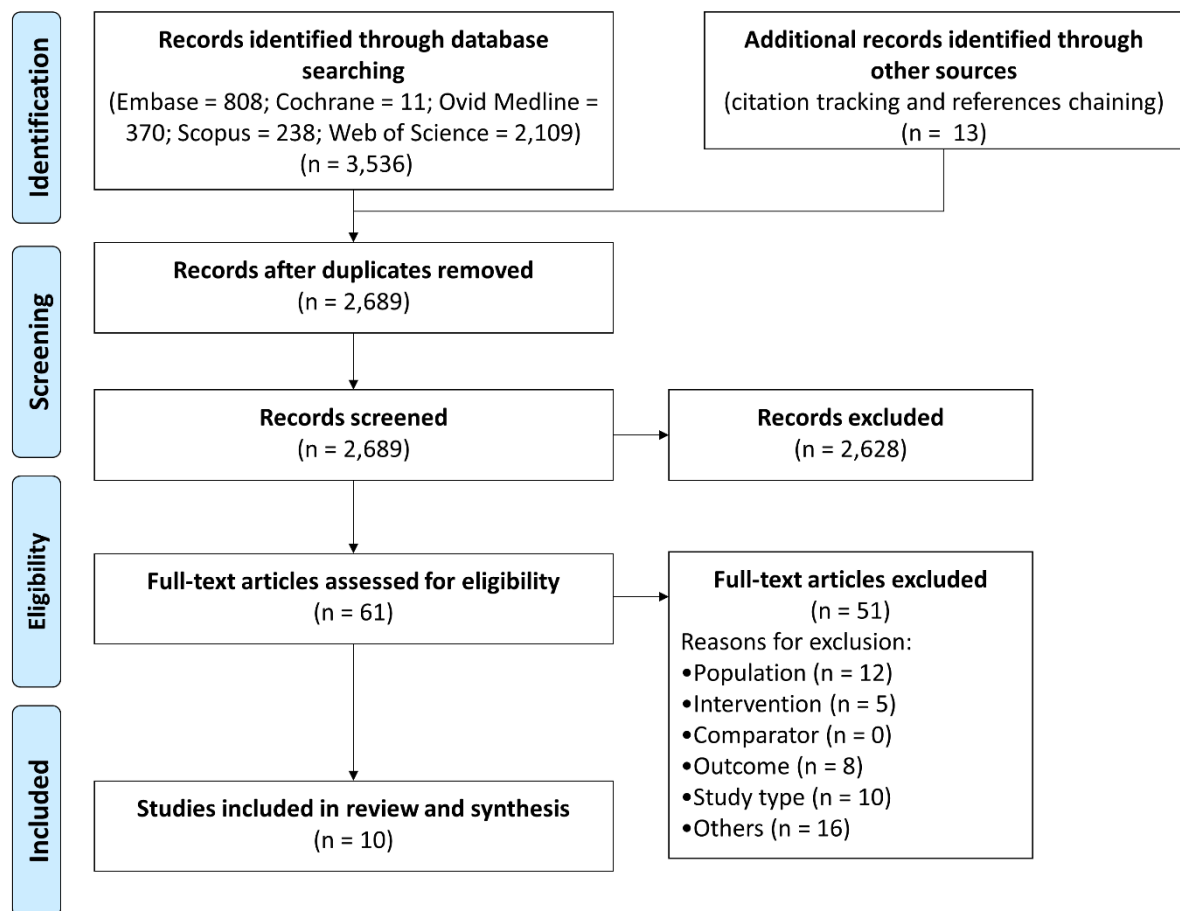 Identification
Records identified through database
searching
(Embase = 808; Cochrane = 11; Ovid Medline =
370; Scopus = 238; Web of Science = 2,109)
(n = 3,536)
Additional records identified through
other sources
(citation tracking and references chaining)
(n =  13)
Screening
Records after duplicates removed
(n = 2,689)
Records screened
(n = 2,689)
Records excluded
(n = 2,628)
Eligibility
Full-text articles assessed for eligibility
(n = 61)
Full-text articles excluded
(n = 51)
Reasons for exclusion:
•Population (n = 12)
•Intervention (n = 5)
•Comparator (n = 0)
•Outcome (n = 8)
•Study type (n = 10)
•Others (n = 16)
Included
Studies included in review and synthesis
(n = 10)